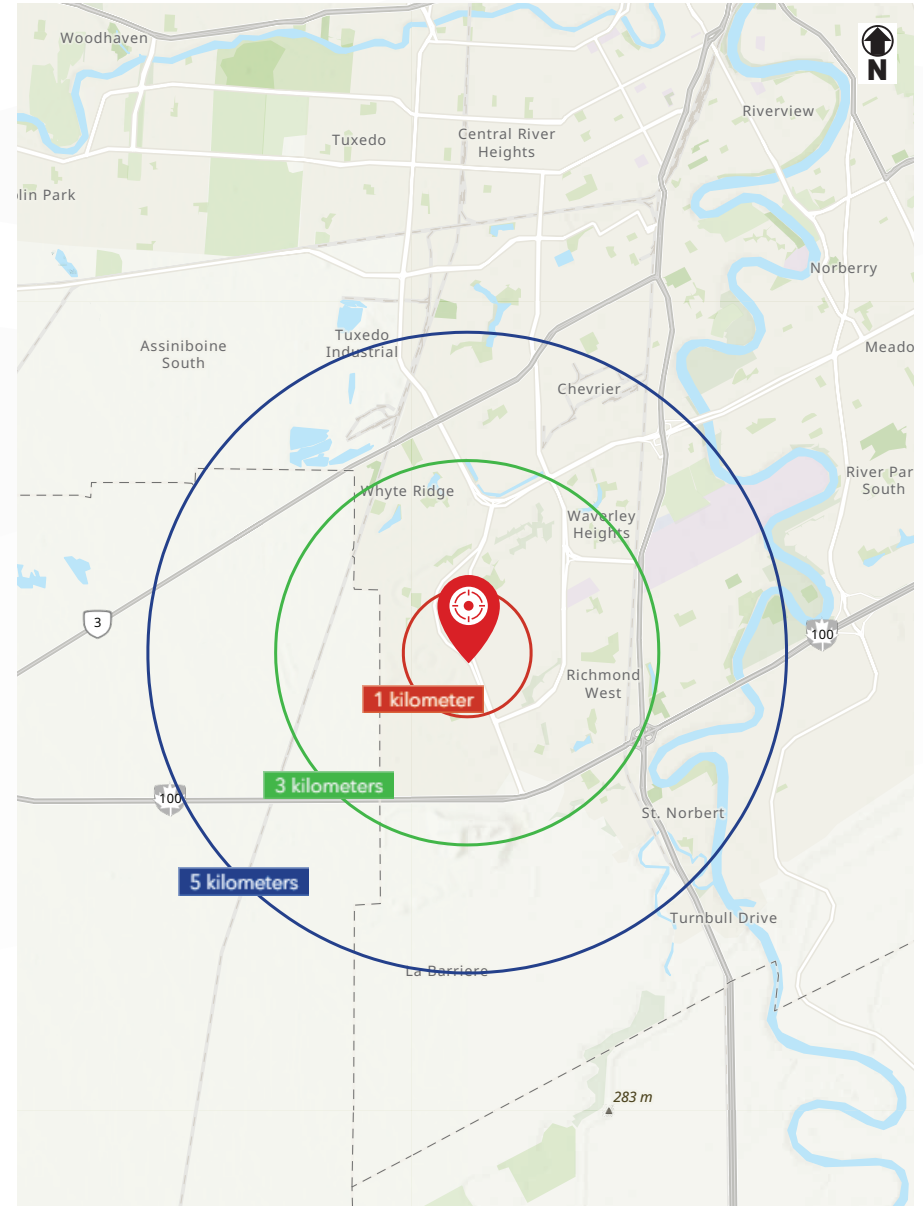 Woodhaven
N
Riverview
Tuxedo
Central River
Heights
lin Park
Norberry
Assiniboine
South
Tuxedo
Industrial
Meado
Chevrier
River Par
South
Whyte Ridge
Waverley
Heights
3
100
Richmond
West
1 kilometer
3 kilometers
100
St. Norbert
5 kilometers
Turnbull Drive
La Barriere
283 m